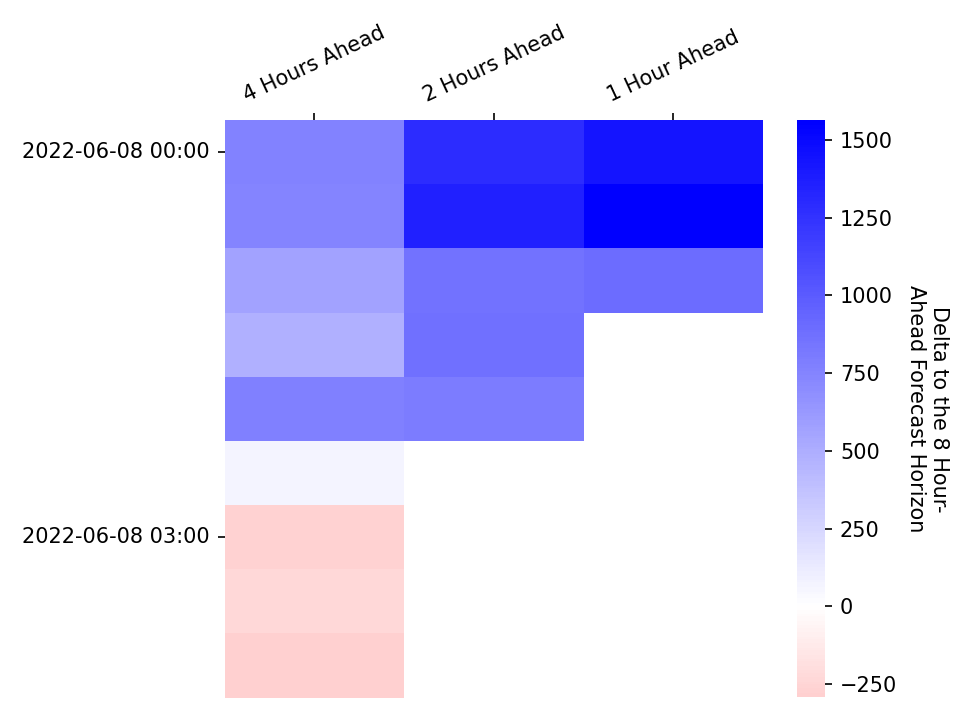 4 Hours Ahead
2 Hours Ahead
1 Hour Ahead
2022-06-08 00:00
2022-06-08 03:00
1500
1250
1000
750
500
250
0
−250
Delta to the 8 Hour-
Ahead Forecast Horizon